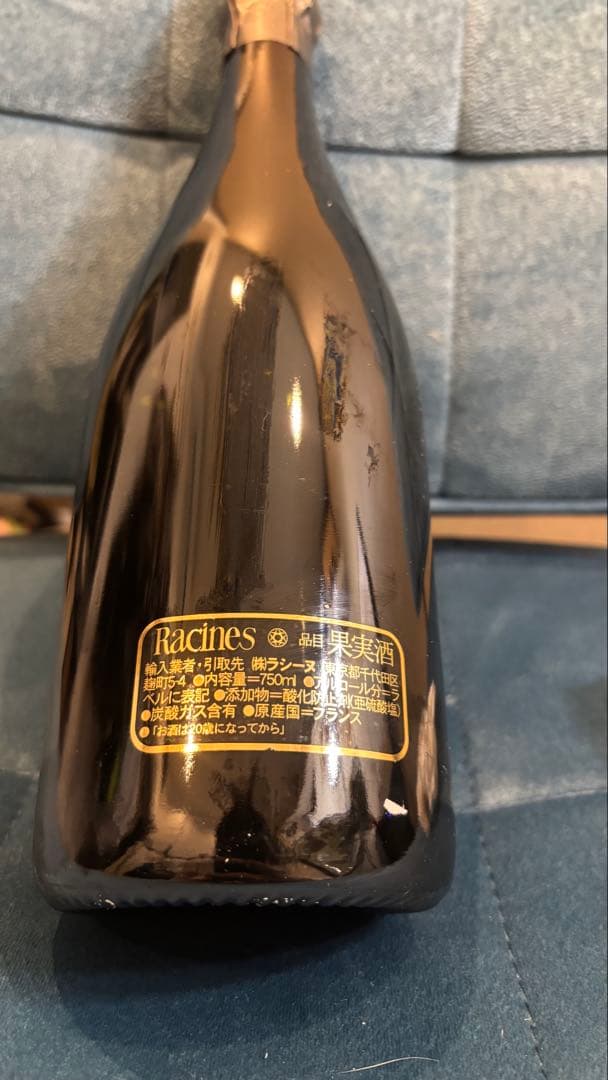 Racines 品目 果実酒
輸入業者・引取先 ㈱ラシーヌ 東京都千代田区
麹町5-4 ●内容量=750ml ●アルコール分=ラ
ベルに表記 ●添加物=酸化防止剤(亜硫酸塩)
●炭酸ガス含有 ●原産国=フランス
●「お酒は20歳になってから」